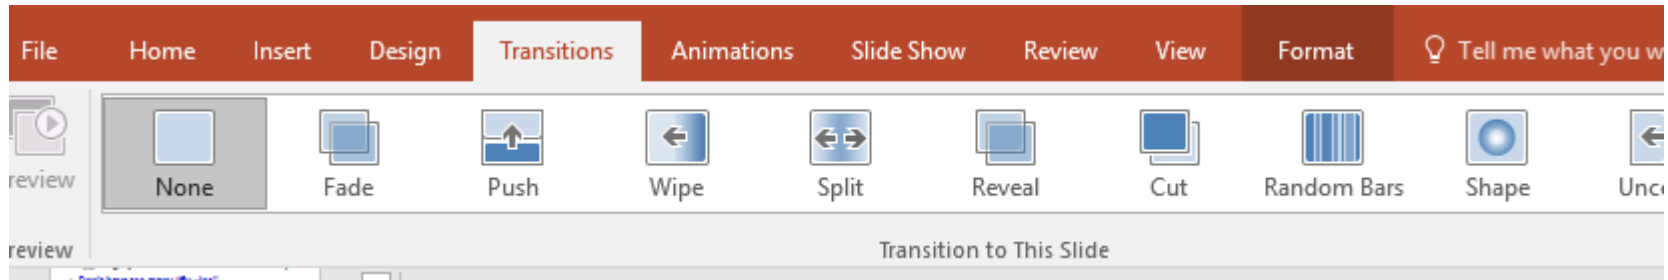 File Home Insert Design Transitions Animations Slide Show Review View Format Tell me what you w
review None Fade Push Wipe Split Reveal Cut Random Bars Shape Unc
review Transition to This Slide